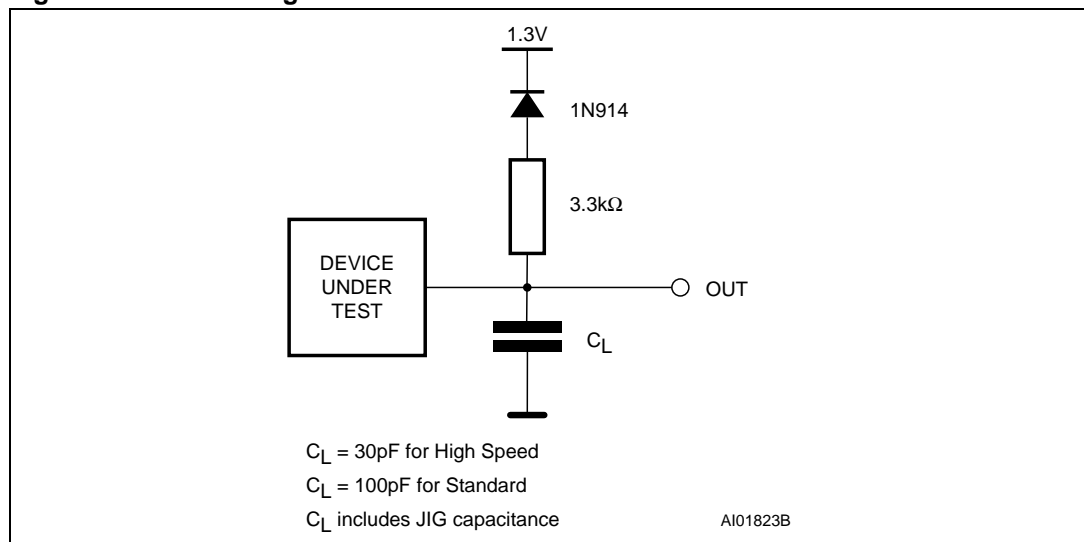 1.3V
1N914
3.3kΩ
DEVICE
UNDER
TEST
OUT
CL
CL = 30pF for High Speed
CL = 100pF for Standard
CL includes JIG capacitance
AI01823B